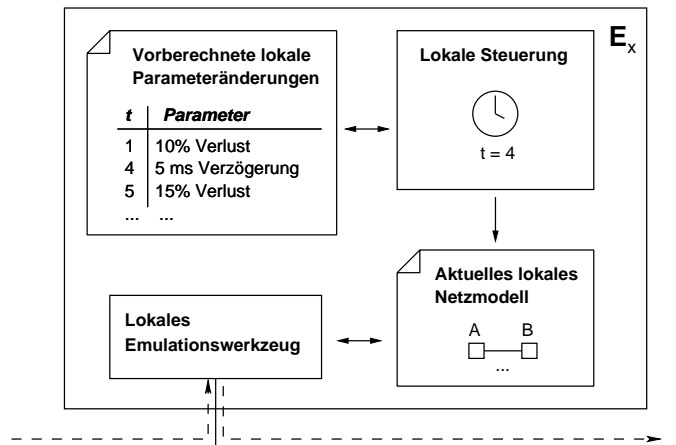 E_x
Vorberechnete lokale
Parameteränderungen
t Parameter
1 10% Verlust
4 5 ms Verzögerung
5 15% Verlust
... ...
Lokale Steuerung
t = 4
Aktuelles lokales
Netzmodell
A B
...
Lokales
Emulationswerkzeug